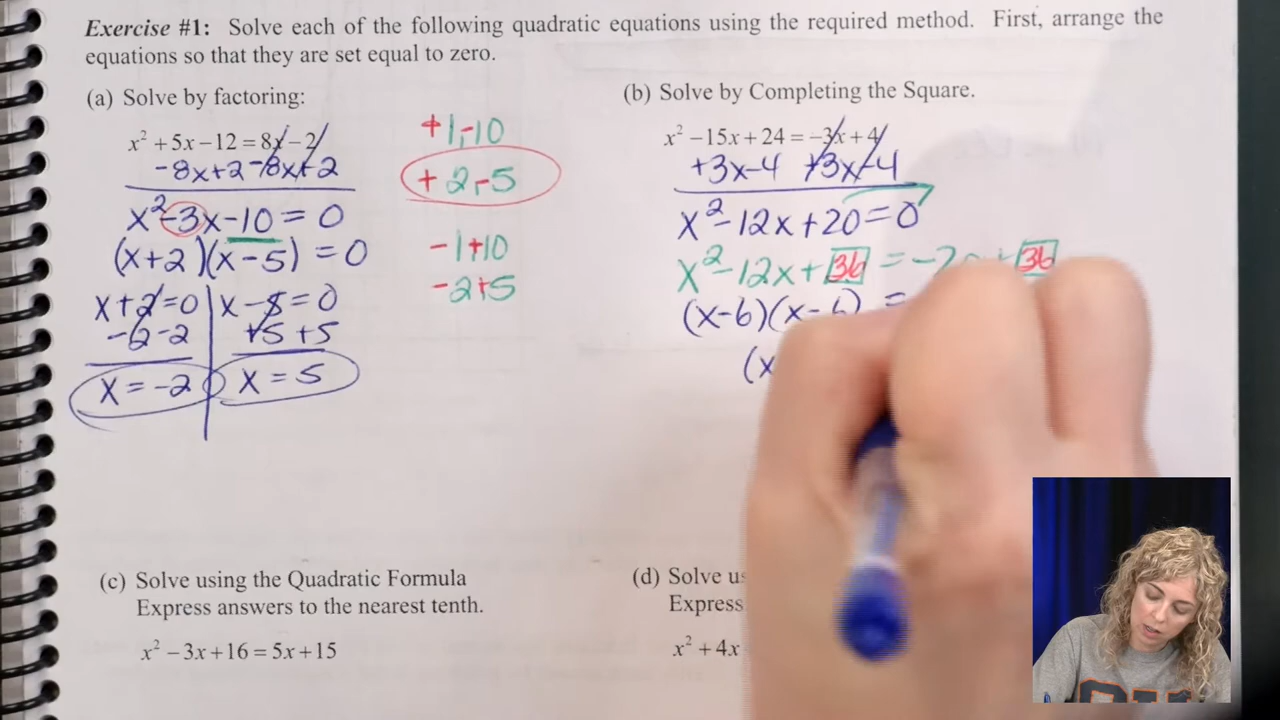 Exercise #1: Solve each of the following quadratic equations using the required method. First, arrange the
equations so that they are set equal to zero.
(a) Solve by factoring:
x² + 5x − 12 = 8x − 2
-8x+2 -8x+2
x² -3x -10 = 0
(x+2)(x-5) = 0
x+2=0 | x-5=0
-2 -2 | +5 +5
x = -2 | x = 5
+1,-10
+2,-5
-1+10
-2+5
(b) Solve by Completing the Square.
x² −15x + 24 = −3x + 4
+3x-4 +3x-4
x² -12x+20=0
x² -12x+36 = -20 +36
(x-6)(x-6) =
(x
(c) Solve using the Quadratic Formula
Express answers to the nearest tenth.
x² − 3x + 16 = 5x + 15
(d) Solve
Express
x² + 4x